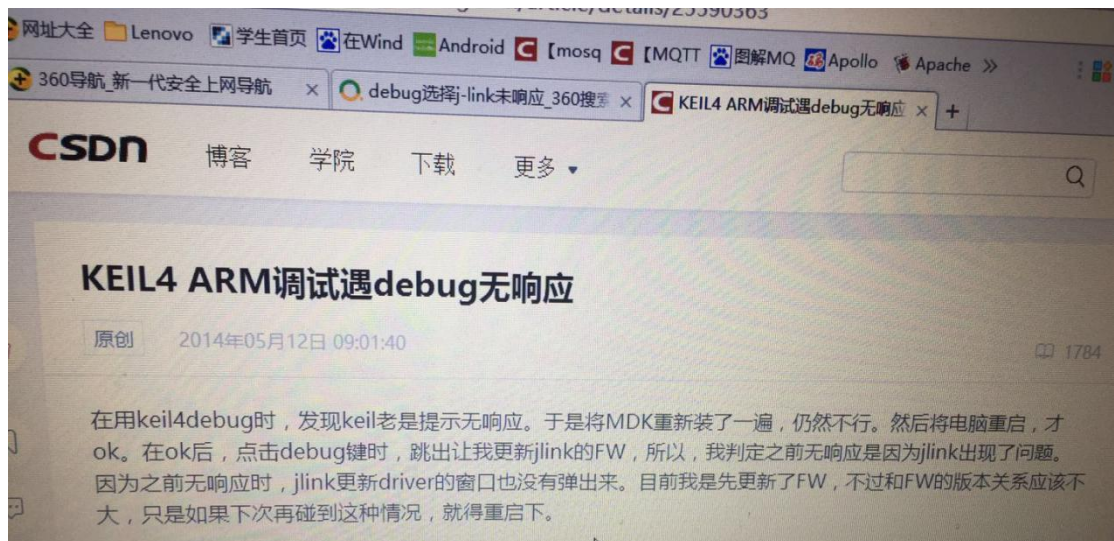 article/details/25590363
网址大全 Lenovo 学生首页 在Wind Android 【mosq 【MQTT 图解MQ Apollo Apache »
360导航_新一代安全上网导航 × debug选择j-link未响应_360搜索 × KEIL4 ARM调试遇debug无响应 × +
CSDN 博客 学院 下载 更多
KEIL4 ARM调试遇debug无响应
原创 2014年05月12日 09:01:40 1784
在用keil4debug时，发现keil老是提示无响应。于是将MDK重新装了一遍，仍然不行。然后将电脑重启，才
ok。在ok后，点击debug键时，跳出让我更新jlink的FW，所以，我判定之前无响应是因为jlink出现了问题。
因为之前无响应时，jlink更新driver的窗口也没有弹出来。目前我是先更新了FW，不过和FW的版本关系应该不
大，只是如果下次再碰到这种情况，就得重启下。